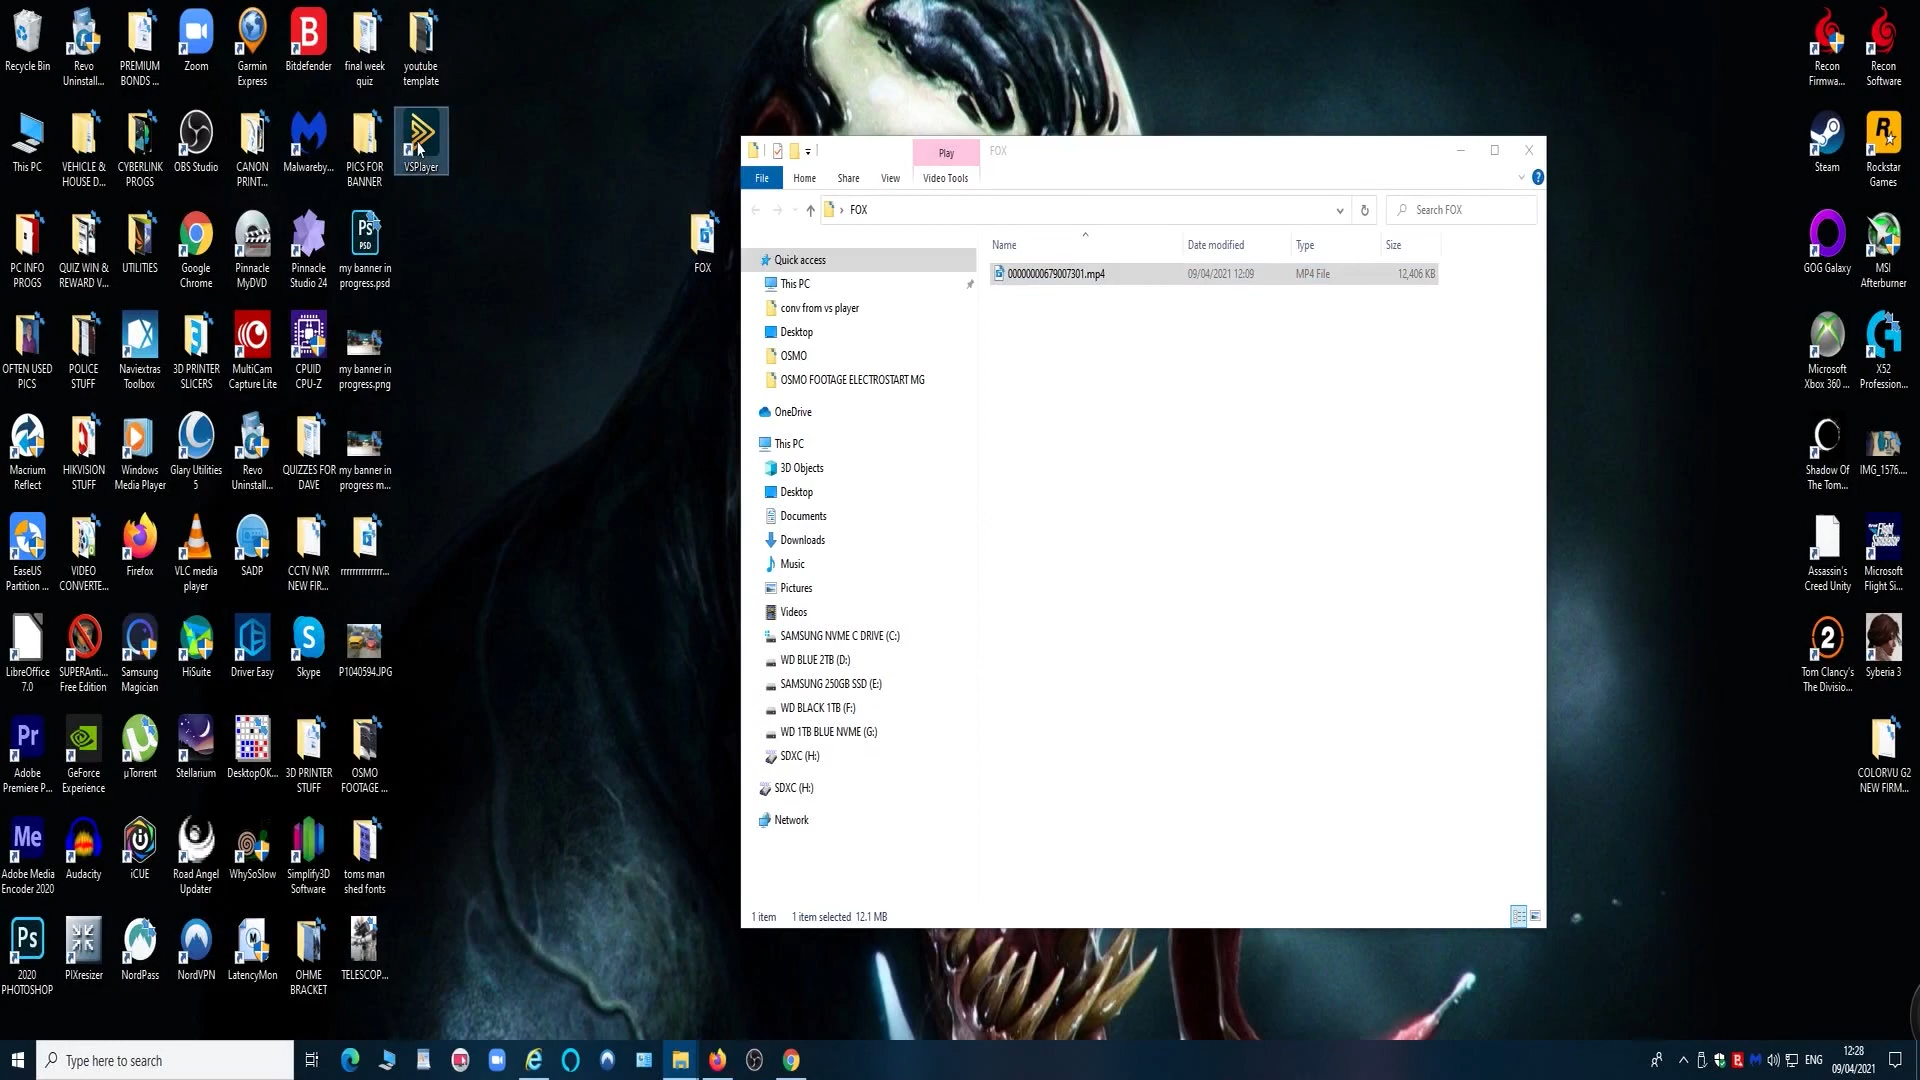 Recycle Bin
Revo
Uninstall...
PREMIUM
BONDS ...
Zoom
Garmin
Express
B
Bitdefender
final week
quiz
youtube
template
This PC
VEHICLE &
HOUSE D...
CYBERLINK
PROGS
OBS Studio
CANON
PRINT...
Malwareby...
PICS FOR
BANNER
VSPlayer
PC INFO
PROGS
QUIZ WIN &
REWARD V...
UTILITIES
Google
Chrome
Pinnacle
MyDVD
Pinnacle
Studio 24
Ps
PSD
my banner in
progress.psd
OFTEN USED
PICS
POLICE
STUFF
Naviextras
Toolbox
3D PRINTER
SLICERS
MultiCam
Capture Lite
CPUID
CPU-Z
my banner in
progress.png
Macrium
Reflect
HIKVISION
STUFF
Windows
Media Player
Glary Utilities
5
Revo
Uninstall...
QUIZZES FOR
DAVE
my banner in
progress m...
EaseUS
Partition ...
VIDEO
CONVERTE...
Firefox
VLC media
player
SADP
CCTV NVR
NEW FIR...
rrrrrrrrrrrrrr...
LibreOffice
7.0
SUPERAnti...
Free Edition
Samsung
Magician
HiSuite
Driver Easy
Skype
P1040594.JPG
Pr
Adobe
Premiere P...
GeForce
Experience
µTorrent
Stellarium
DesktopOK...
3D PRINTER
STUFF
OSMO
FOOTAGE ...
Me
Adobe Media
Encoder 2020
Audacity
iCUE
Road Angel
Updater
WhySoSlow
Simplify3D
Software
toms man
shed fonts
Ps
2020
PHOTOSHOP
PIXresizer
NordPass
NordVPN
LatencyMon
OHME
BRACKET
TELESCOP...
FOX
Play
FOX
File
Home
Share
View
Video Tools
FOX
Search FOX
Quick access
This PC
conv from vs player
Desktop
OSMO
OSMO FOOTAGE ELECTROSTART MG
OneDrive
This PC
3D Objects
Desktop
Documents
Downloads
Music
Pictures
Videos
SAMSUNG NVME C DRIVE (C:)
WD BLUE 2TB (D:)
SAMSUNG 250GB SSD (E:)
WD BLACK 1TB (F:)
WD 1TB BLUE NVME (G:)
SDXC (H:)
SDXC (H:)
Network
Name Date modified Type Size
00000000679007301.mp4 09/04/2021 12:09 MP4 File 12,406 KB
1 item 1 item selected 12.1 MB
Recon
Firmwa...
Recon
Software
Steam
Rockstar
Games
GOG Galaxy
MSI
Afterburner
Microsoft
Xbox 360 ...
X52
Profession...
Shadow Of
The Tom...
IMG_1576....
Assassin's
Creed Unity
Microsoft
Flight Si...
2
Tom Clancy's
The Divisio...
Syberia 3
COLORVU G2
NEW FIRM...
Type here to search
ENG
12:28
09/04/2021